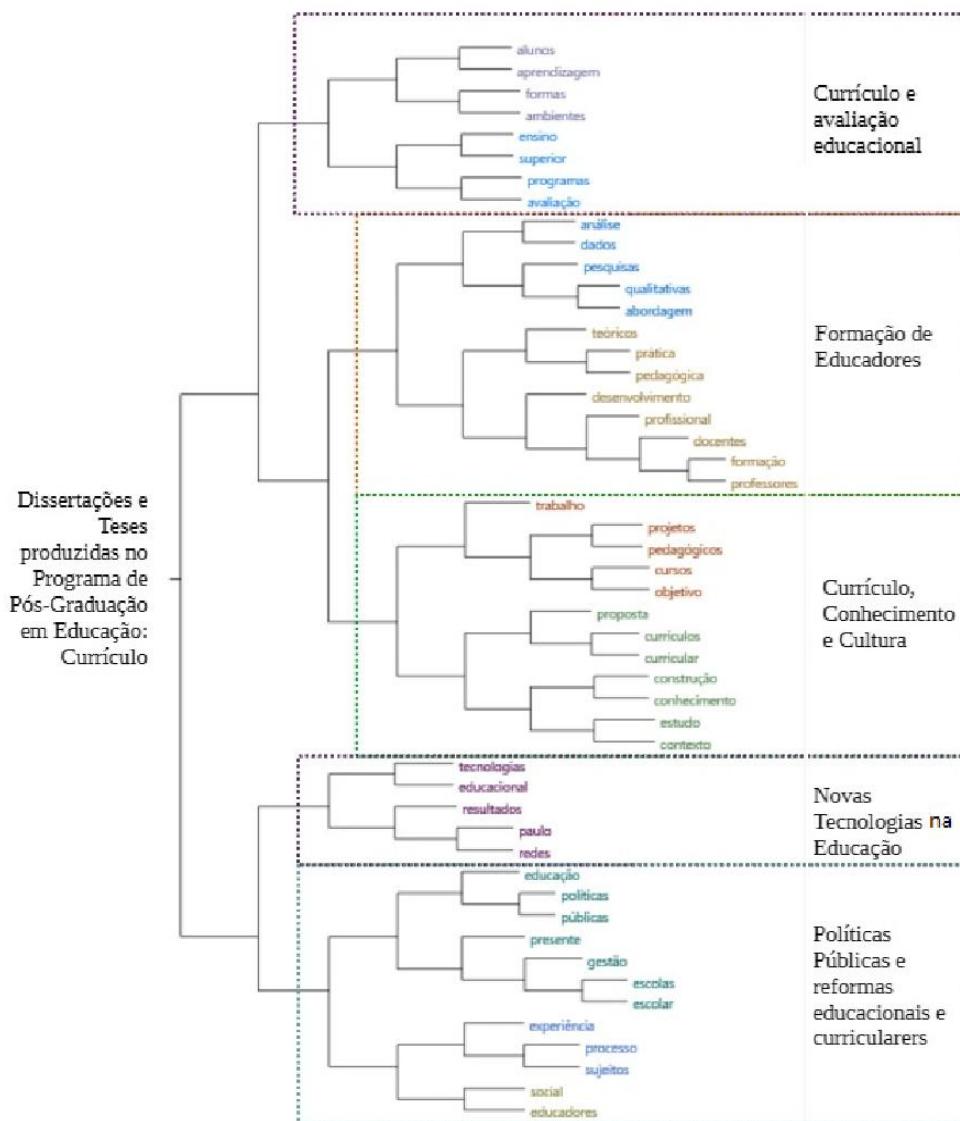 alunos
aprendizagem
formas
ambientes
ensino
superior
programas
avaliação
Currículo e
avaliação
educacional
análise
dados
pesquisas
qualitativas
abordagem
teóricos
prática
pedagógica
desenvolvimento
profissional
docentes
formação
professores
Formação de
Educadores
Dissertações e
Teses
produzidas no
Programa de
Pós-Graduação
em Educação:
Currículo
trabalho
projetos
pedagógicos
cursos
objetivo
proposta
currículos
curricular
construção
conhecimento
estudo
contexto
Currículo,
Conhecimento
e Cultura
tecnologias
educacional
resultados
paulo
redes
Novas
Tecnologias na
Educação
educação
políticas
públicas
presente
gestão
escolas
escolar
experiência
processo
sujeitos
social
educadores
Políticas
Públicas e
reformas
educacionais e
curricularers